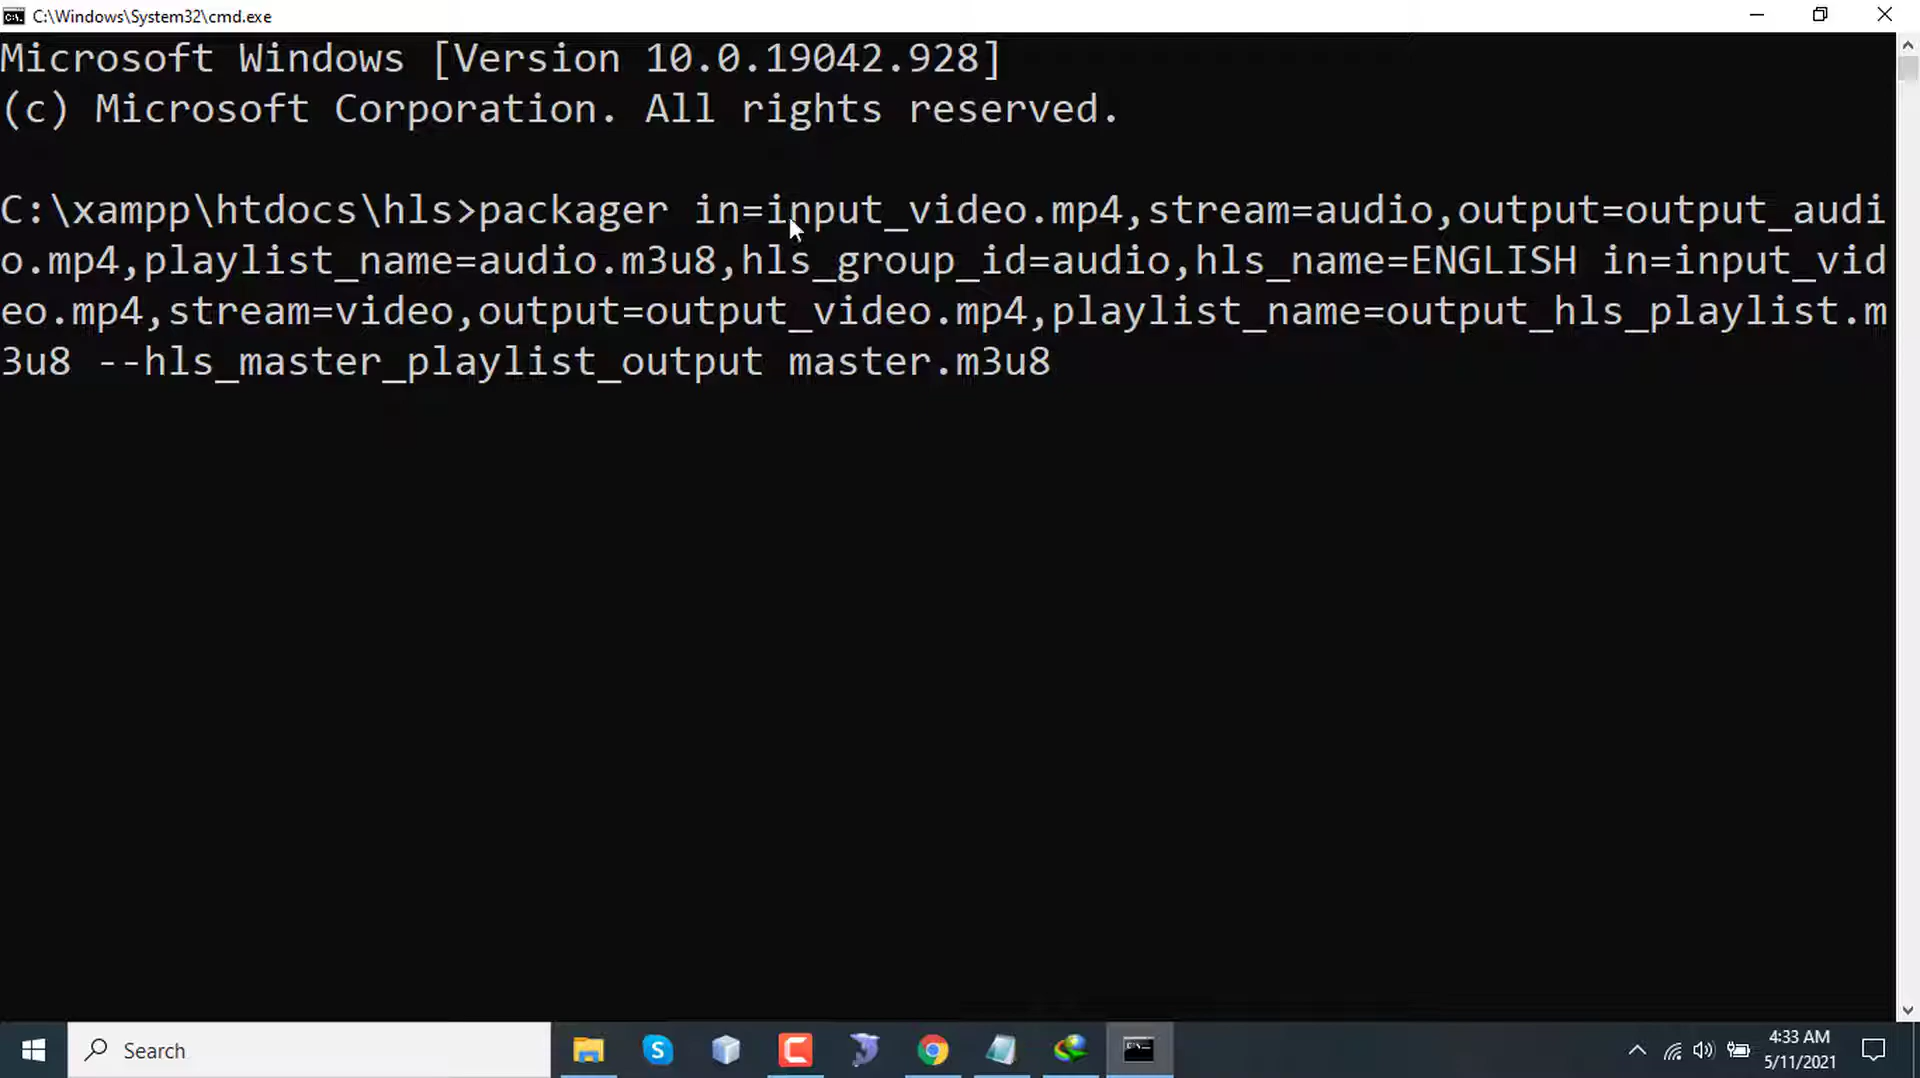 C:\Windows\System32\cmd.exe
Microsoft Windows [Version 10.0.19042.928]
(c) Microsoft Corporation. All rights reserved.
C:\xampp\htdocs\hls>packager in=input_video.mp4,stream=audio,output=output_audi
o.mp4,playlist_name=audio.m3u8,hls_group_id=audio,hls_name=ENGLISH in=input_vid
eo.mp4,stream=video,output=output_video.mp4,playlist_name=output_hls_playlist.m
3u8 --hls_master_playlist_output master.m3u8
Search
4:33 AM
5/11/2021